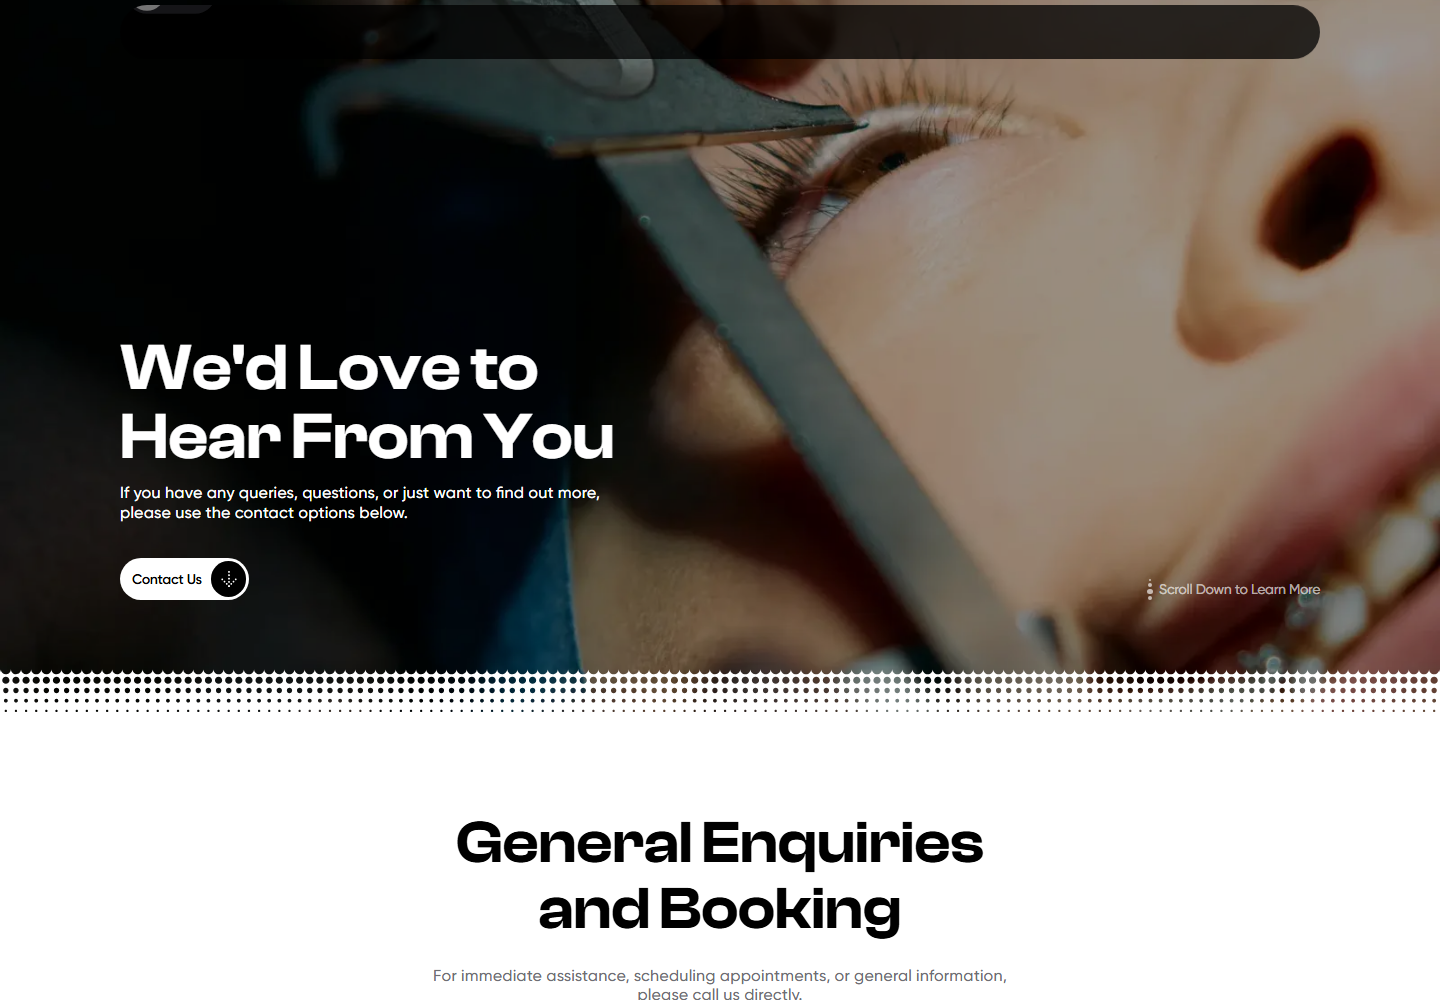 We'd Love to
Hear From You
If you have any queries, questions, or just want to find out more,
please use the contact options below.
Contact Us
Scroll Down to Learn More
General Enquiries
and Booking
For immediate assistance, scheduling appointments, or general information,
please call us directly.